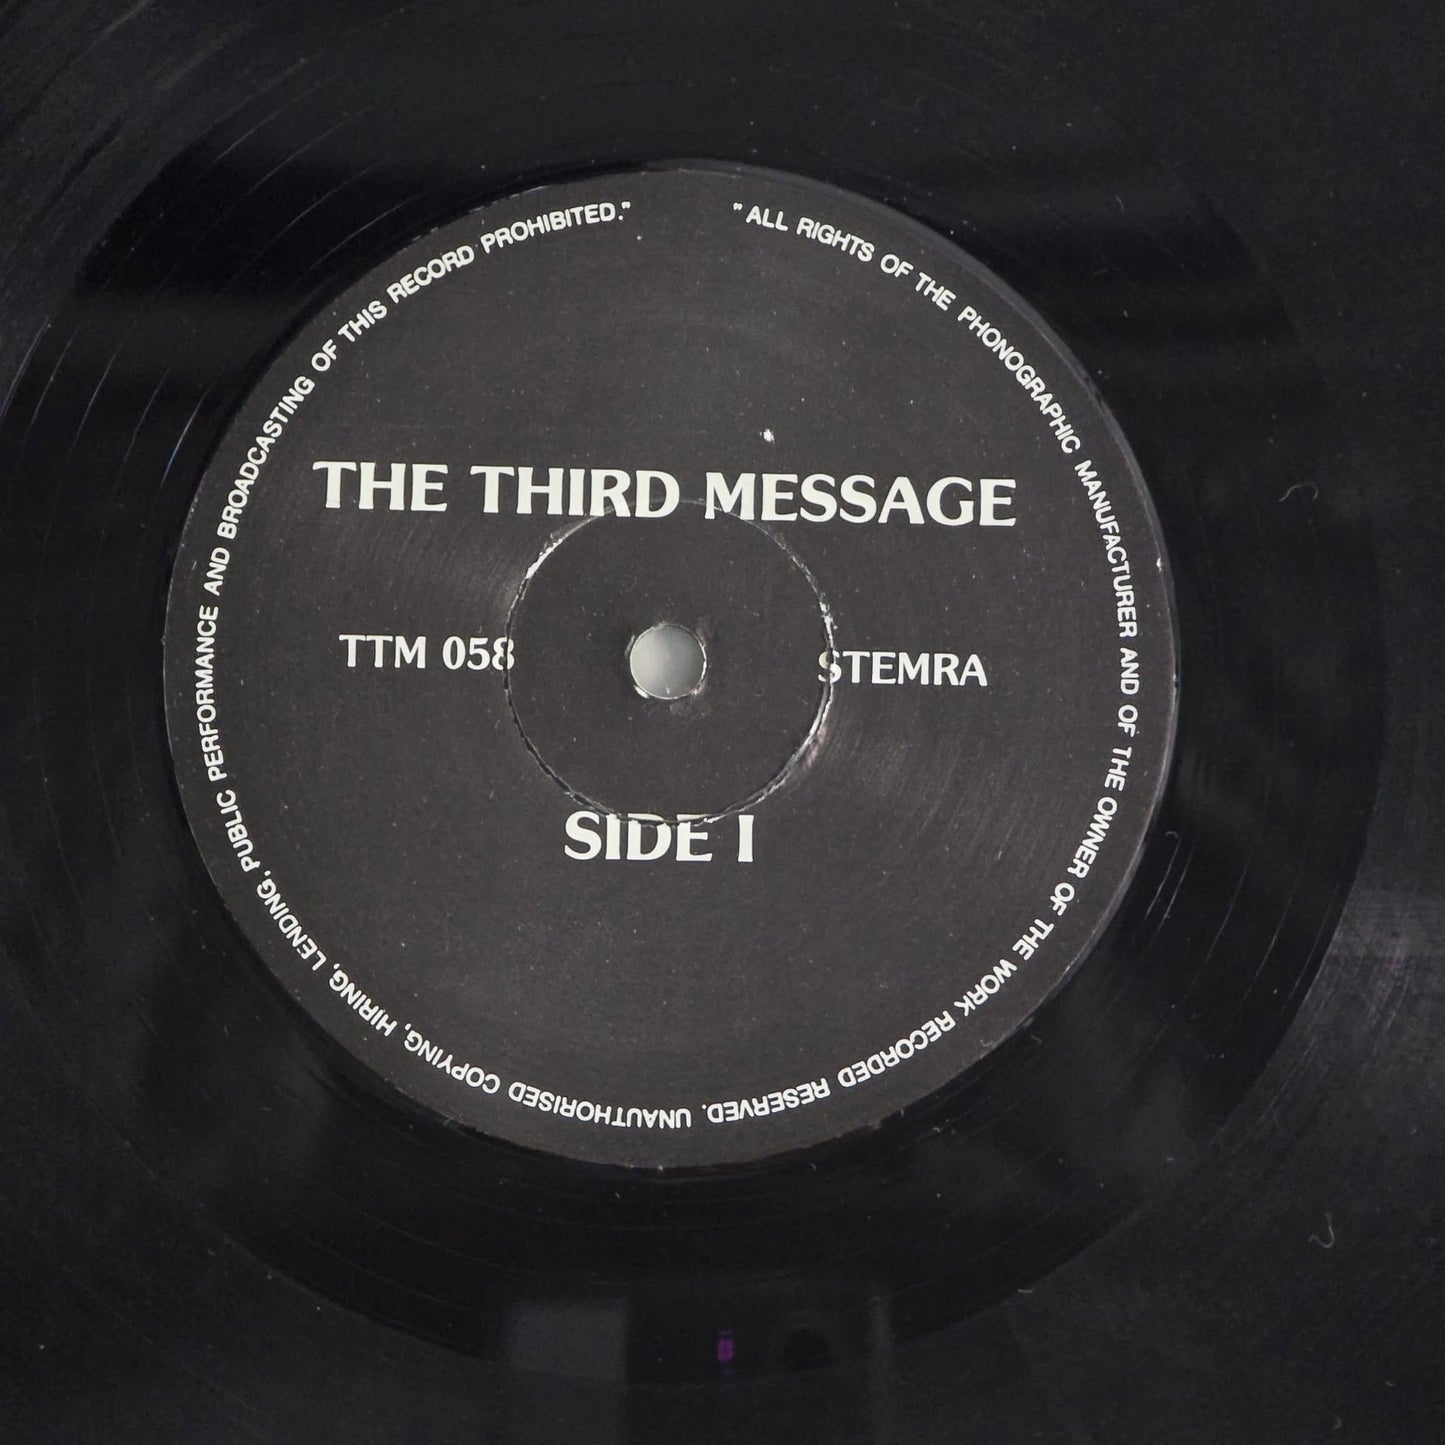 "ALL RIGHTS OF THE PHONOGRAPHIC MANUFACTURER AND OF THE OWNER OF THE WORK RECORDED RESERVED. UNAUTHORISED COPYING, HIRING, LENDING, PUBLIC PERFORMANCE AND BROADCASTING OF THIS RECORD PROHIBITED."
THE THIRD MESSAGE
TTM 058 STEMRA
SIDE I